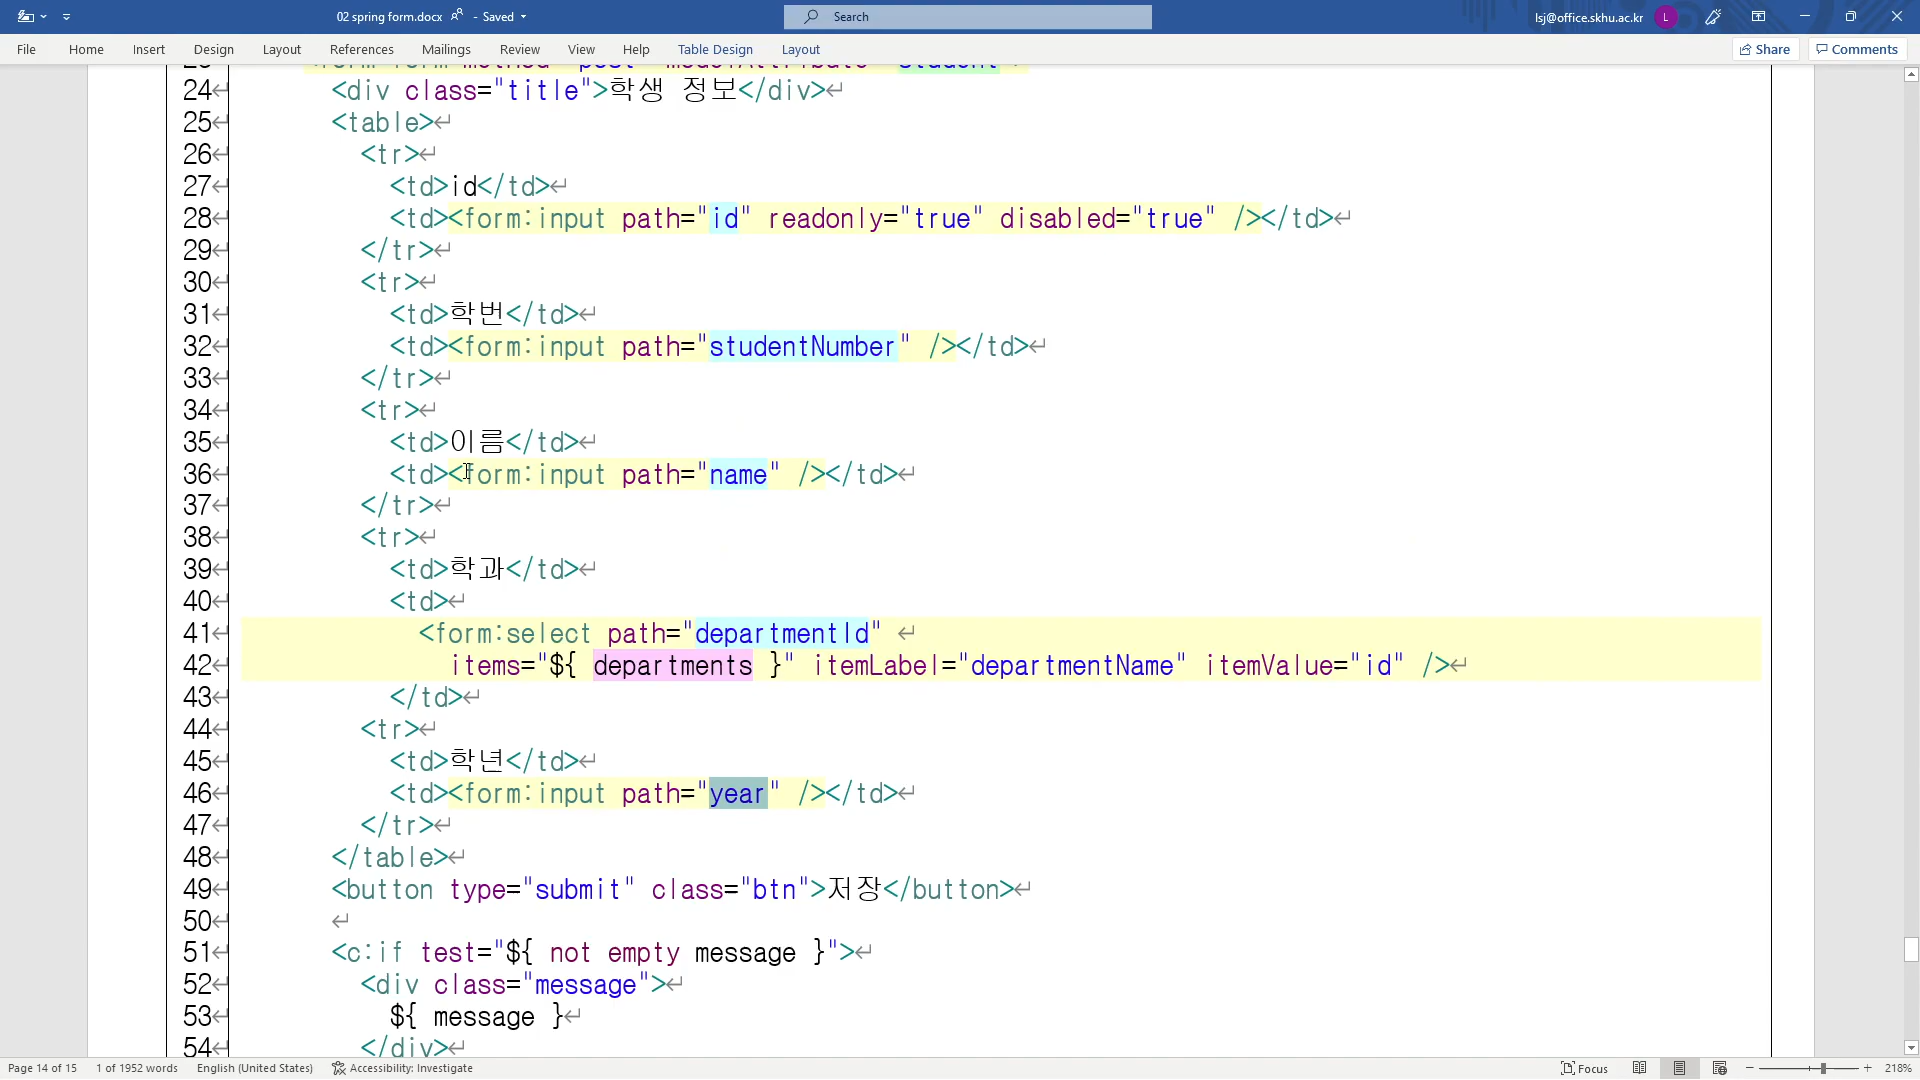 02 spring form.docx - Saved
Search
lsj@office.skhu.ac.kr L
File Home Insert Design Layout References Mailings Review View Help Table Design Layout Share Comments
24 <div class="title">학생 정보</div>
25 <table>
26 <tr>
27 <td>id</td>
28 <td><form:input path="id" readonly="true" disabled="true" /></td>
29 </tr>
30 <tr>
31 <td>학번</td>
32 <td><form:input path="studentNumber" /></td>
33 </tr>
34 <tr>
35 <td>이름</td>
36 <td><form:input path="name" /></td>
37 </tr>
38 <tr>
39 <td>학과</td>
40 <td>
41 <form:select path="departmentId"
42 items="${ departments }" itemLabel="departmentName" itemValue="id" />
43 </td>
44 <tr>
45 <td>학년</td>
46 <td><form:input path="year" /></td>
47 </tr>
48 </table>
49 <button type="submit" class="btn">저장</button>
50
51 <c:if test="${ not empty message }">
52 <div class="message">
53 ${ message }
54 </div>
Page 14 of 15 1 of 1952 words English (United States) Accessibility: Investigate Focus 218%